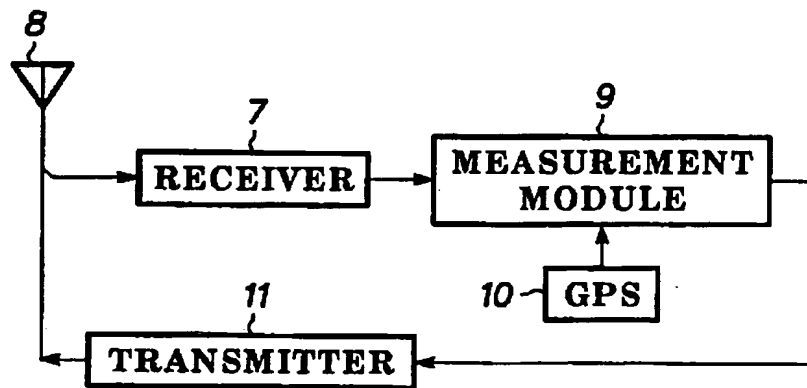 8
7
RECEIVER
9
MEASUREMENT
MODULE
10
GPS
11
TRANSMITTER